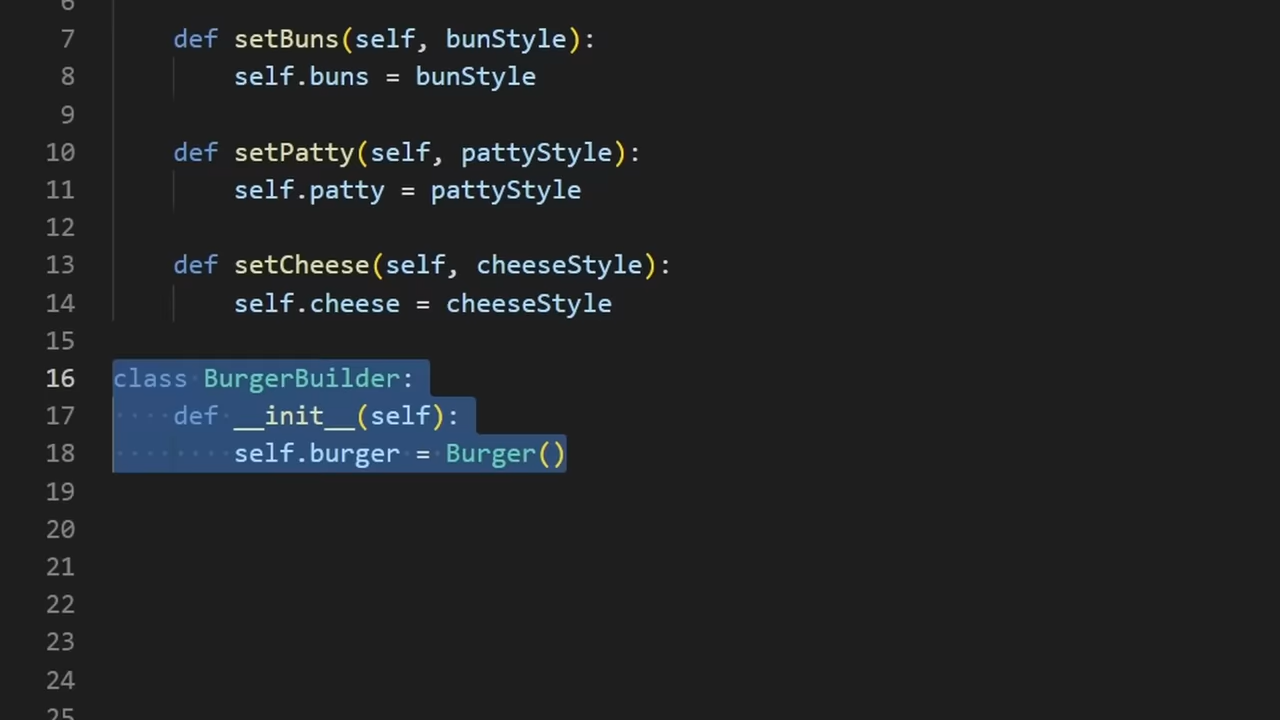 6
7 def setBuns(self, bunStyle):
8 self.buns = bunStyle
9
10 def setPatty(self, pattyStyle):
11 self.patty = pattyStyle
12
13 def setCheese(self, cheeseStyle):
14 self.cheese = cheeseStyle
15
16 class BurgerBuilder:
17 def __init__(self):
18 self.burger = Burger()
19
20
21
22
23
24
25